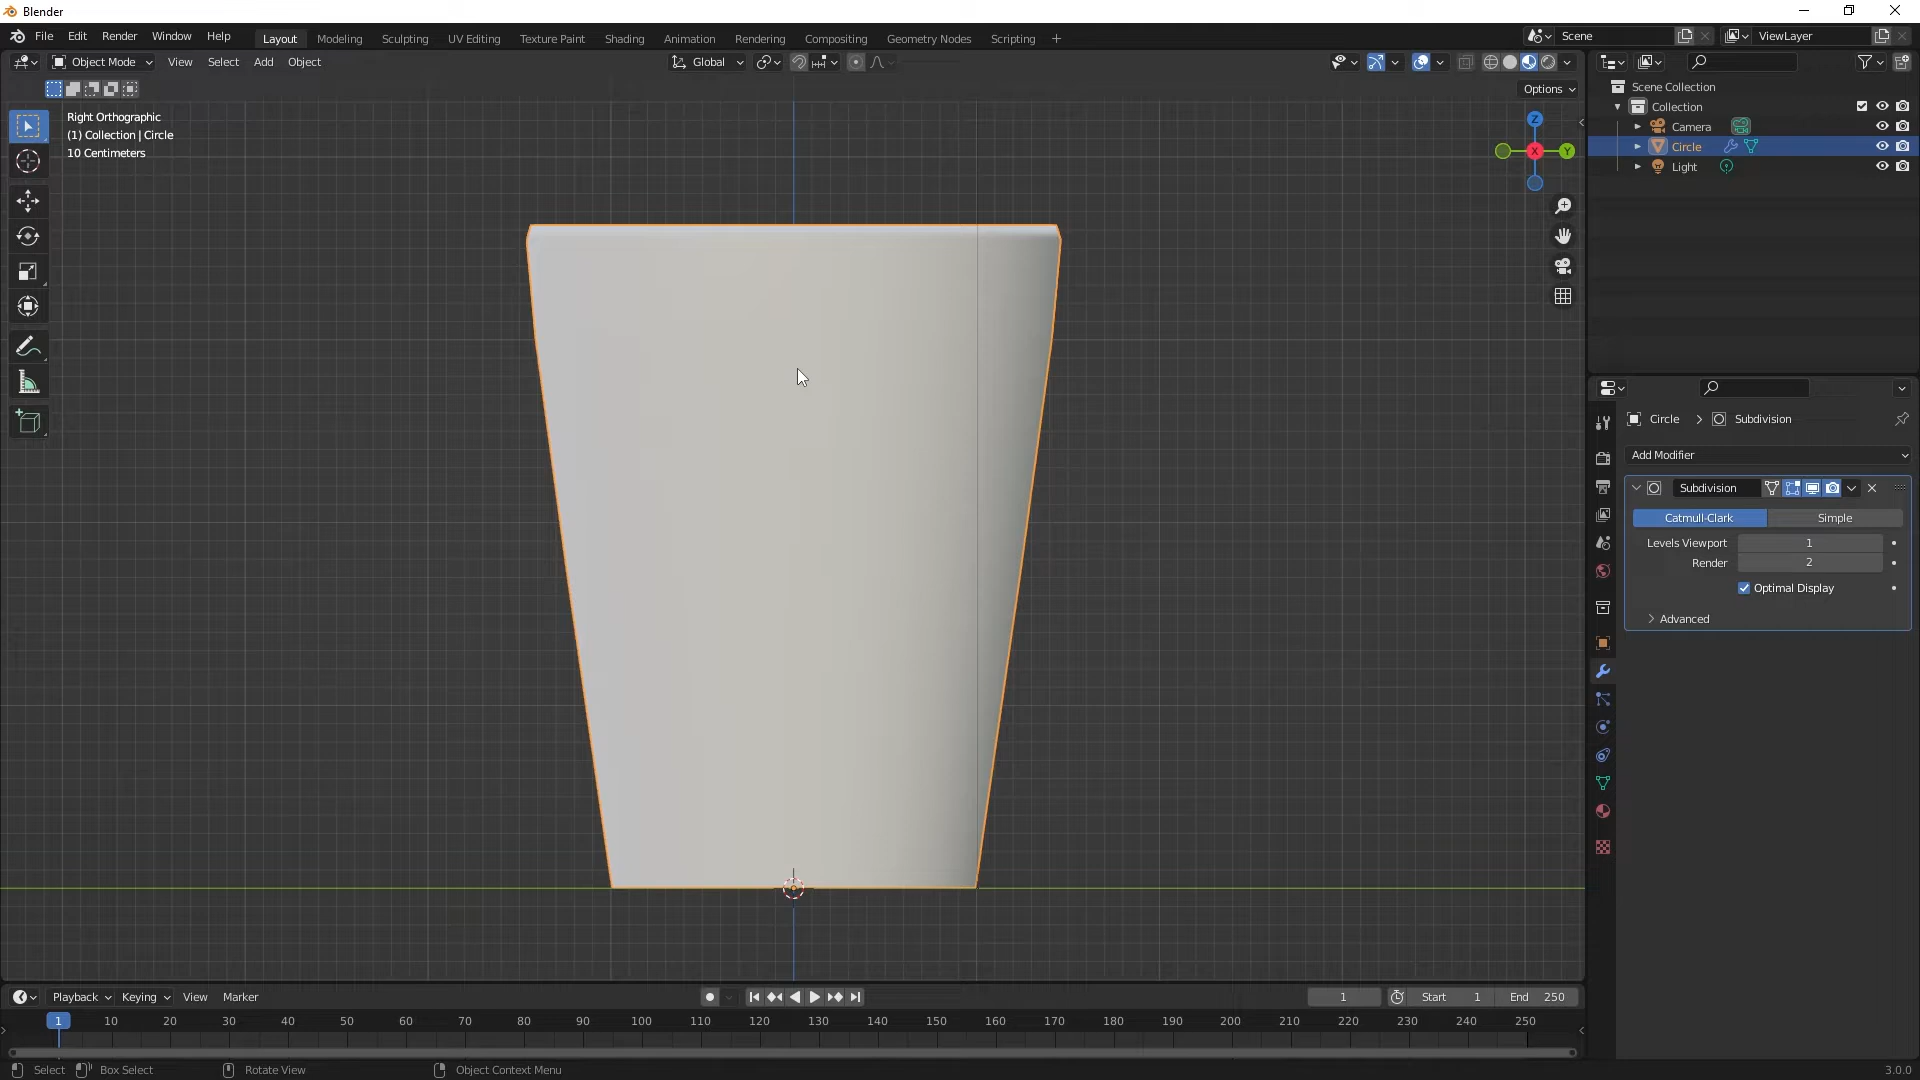 Blender
File Edit Render Window Help Layout Modeling Sculpting UV Editing Texture Paint Shading Animation Rendering Compositing Geometry Nodes Scripting + Scene ViewLayer
Object Mode View Select Add Object Global
Options
Right Orthographic
(1) Collection | Circle
10 Centimeters
Z
X
Y
Scene Collection
Collection
Camera
Circle
Light
Circle > Subdivision
Add Modifier
Subdivision
Catmull-Clark Simple
Levels Viewport 1
Render 2
Optimal Display
Advanced
Playback Keying View Marker 1 Start 1 End 250
1 10 20 30 40 50 60 70 80 90 100 110 120 130 140 150 160 170 180 190 200 210 220 230 240 250
Select Box Select Rotate View Object Context Menu 3.0.0